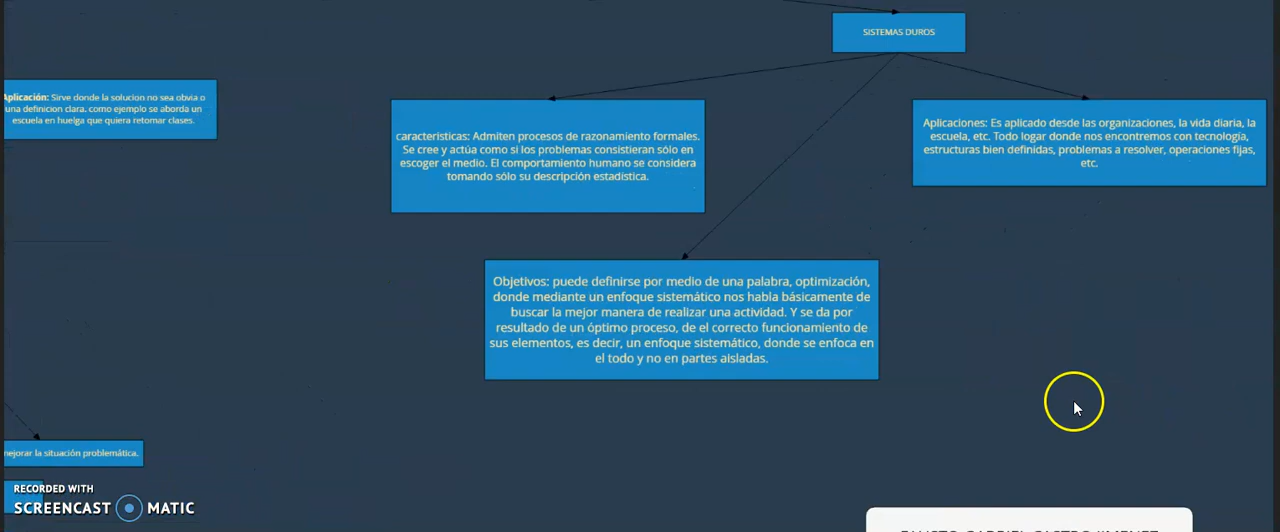 SISTEMAS DUROS
Aplicación: Sirve donde la solucion no sea obvia o
una definicion clara. como ejemplo se aborda un
escuela en huelga que quiera retomar clases.
características: Admiten procesos de razonamiento formales.
Se cree y actúa como si los problemas consistieran sólo en
escoger el medio. El comportamiento humano se considera
tomando sólo su descripción estadística.
Aplicaciones: Es aplicado desde las organizaciones, la vida diaria, la
escuela, etc. Todo logar donde nos encontremos con tecnología,
estructuras bien definidas, problemas a resolver, operaciones fijas,
etc.
Objetivos: puede definirse por medio de una palabra, optimización,
donde mediante un enfoque sistemático nos habla básicamente de
buscar la mejor manera de realizar una actividad. Y se da por
resultado de un óptimo proceso, de el correcto funcionamiento de
sus elementos, es decir, un enfoque sistemático, donde se enfoca en
el todo y no en partes aisladas.
mejorar la situación problemática.
RECORDED WITH
SCREENCAST MATIC